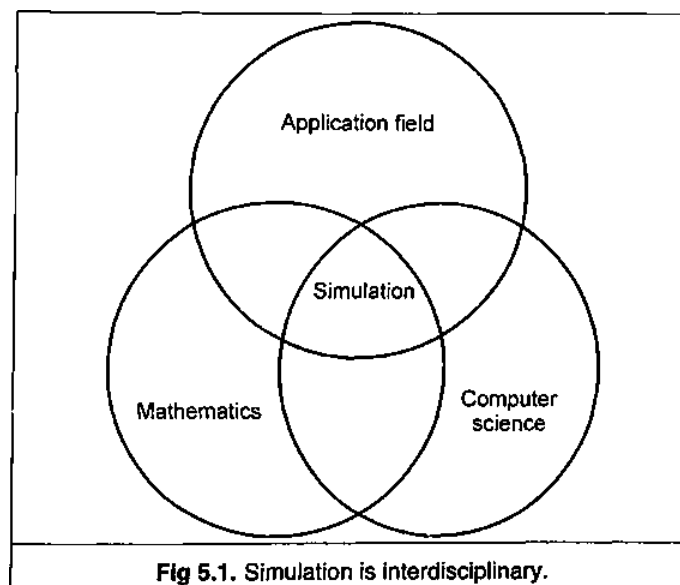 Application field
Simulation
Mathematics
Computer
science
Fig 5.1. Simulation is interdisciplinary.